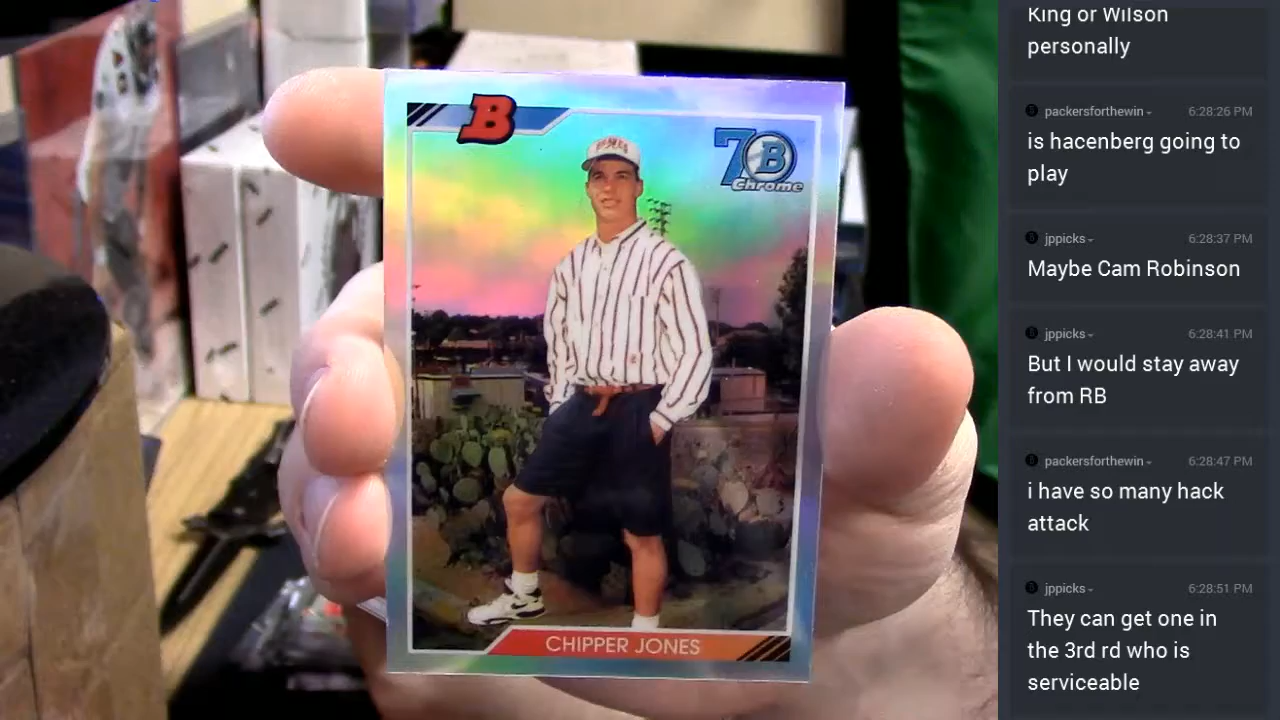 B
70
B
Chrome
CHIPPER JONES
King or Wilson
personally
packersforthewin
6:28:26 PM
is hacenberg going to
play
jppicks
6:28:37 PM
Maybe Cam Robinson
jppicks
6:28:41 PM
But I would stay away
from RB
packersforthewin
6:28:47 PM
i have so many hack
attack
jppicks
6:28:51 PM
They can get one in
the 3rd rd who is
serviceable